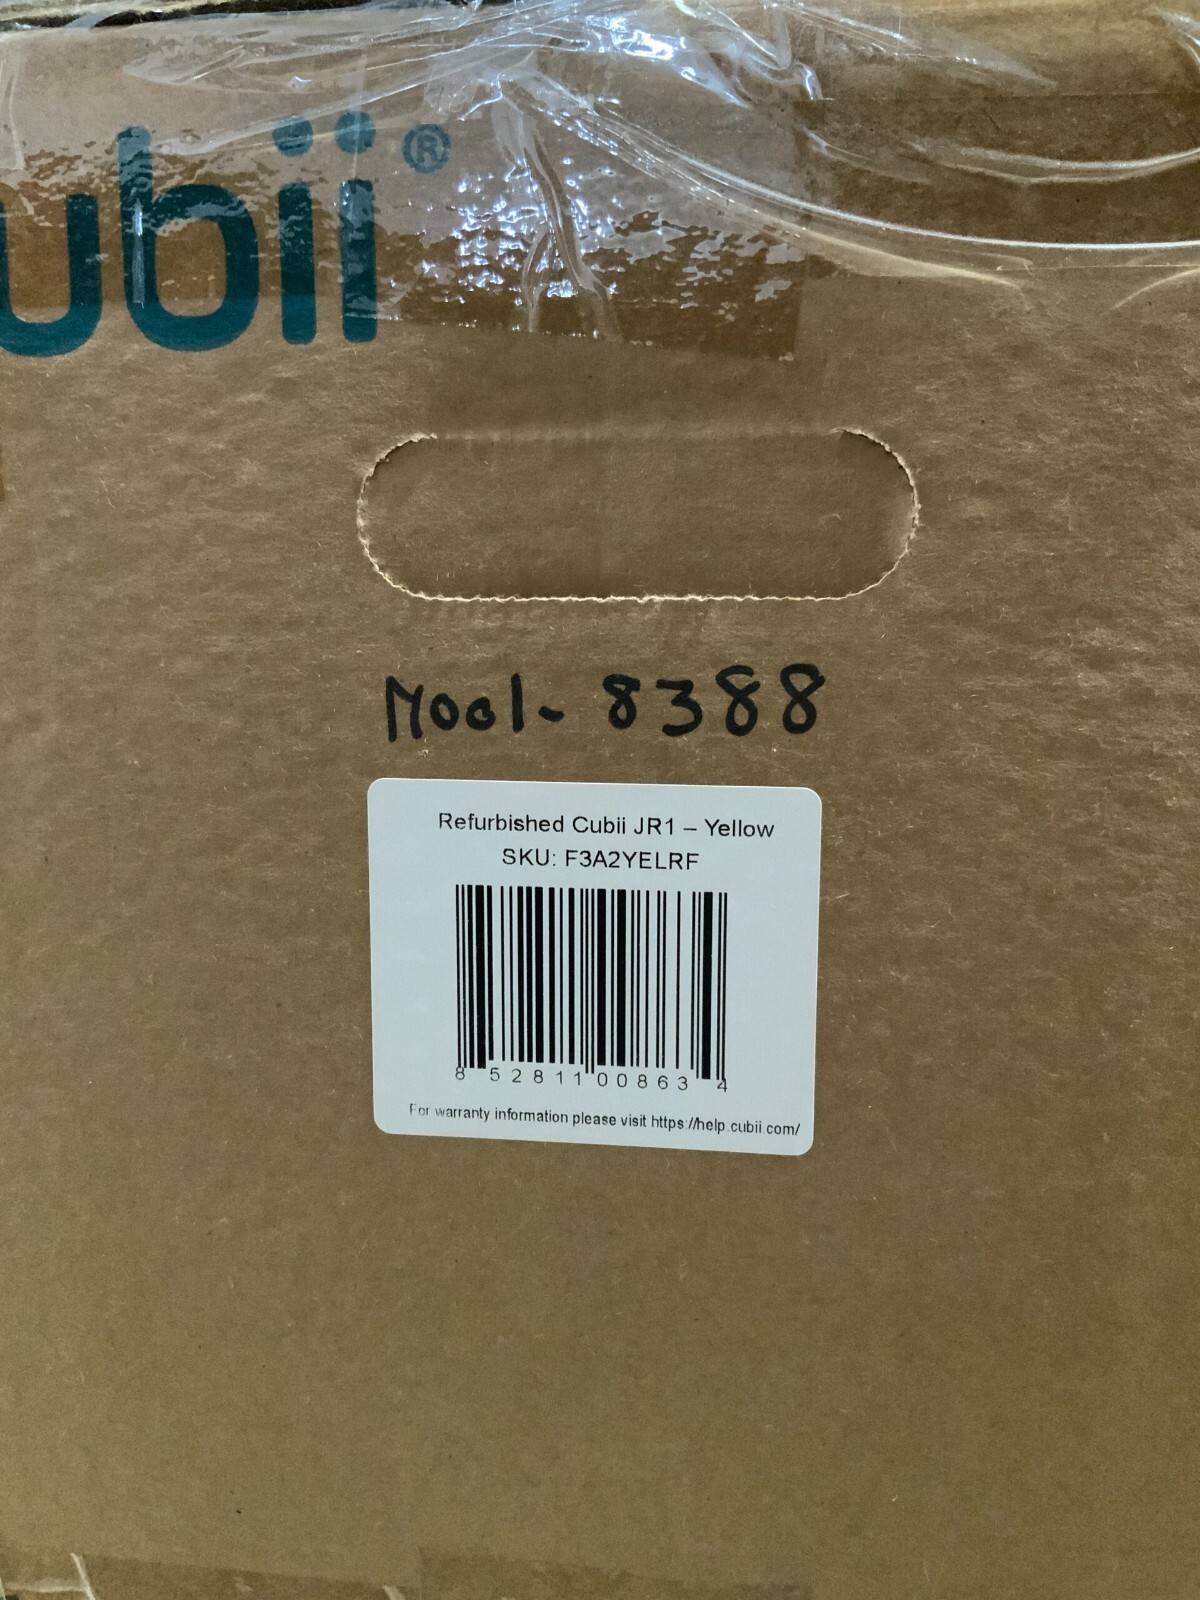 ubii®
Mool- 8388
Refurbished Cubii JR1 – Yellow
SKU: F3A2YELRF
8 52811 00863 4
For warranty information please visit https://help.cubii.com/